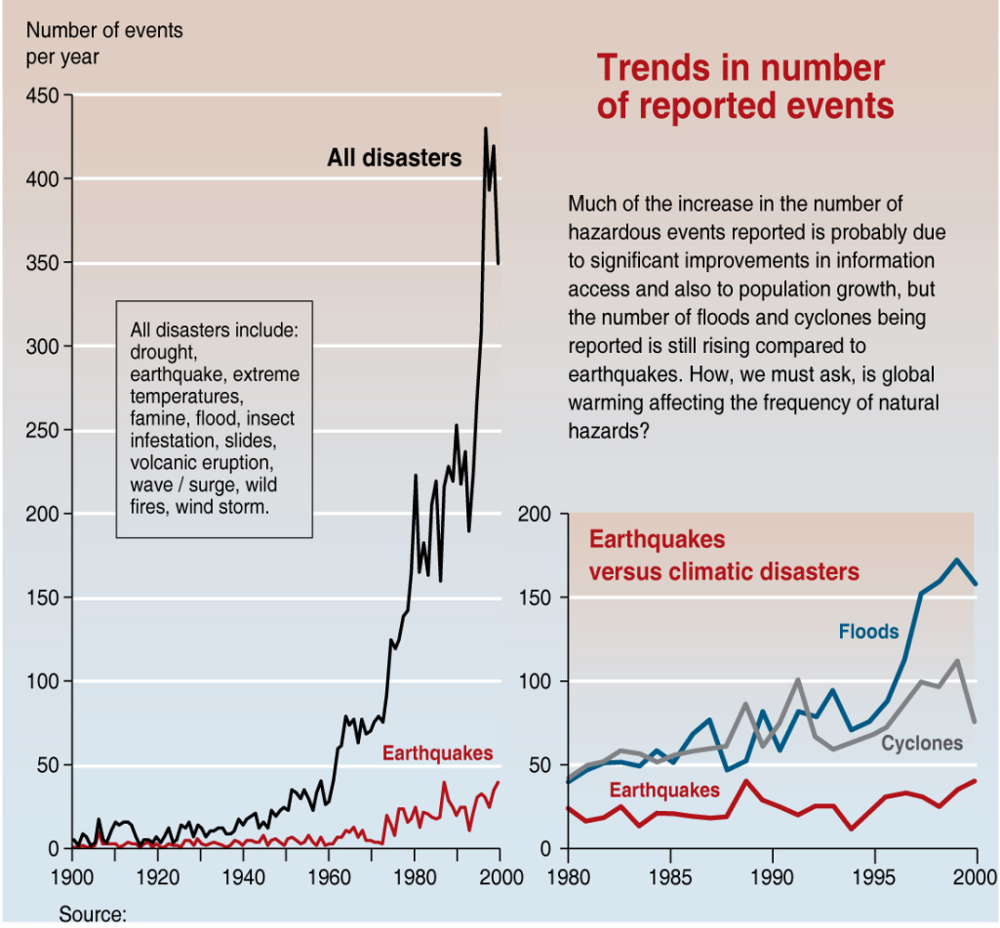 Number of events
per year
Trends in number
of reported events
450
400
350
300
250
200
150
100
50
0
All disasters
Much of the increase in the number of
hazardous events reported is probably due
to significant improvements in information
access and also to population growth, but
the number of floods and cyclones being
reported is still rising compared to
earthquakes. How, we must ask, is global
warming affecting the frequency of natural
hazards?
All disasters include:
drought,
earthquake, extreme
temperatures,
famine, flood, insect
infestation, slides,
volcanic eruption,
wave / surge, wild
fires, wind storm.
Earthquakes
1900 1920 1940 1960 1980 2000
200
150
100
50
0
Earthquakes
versus climatic disasters
Floods
Cyclones
Earthquakes
1980 1985 1990 1995 2000
Source: